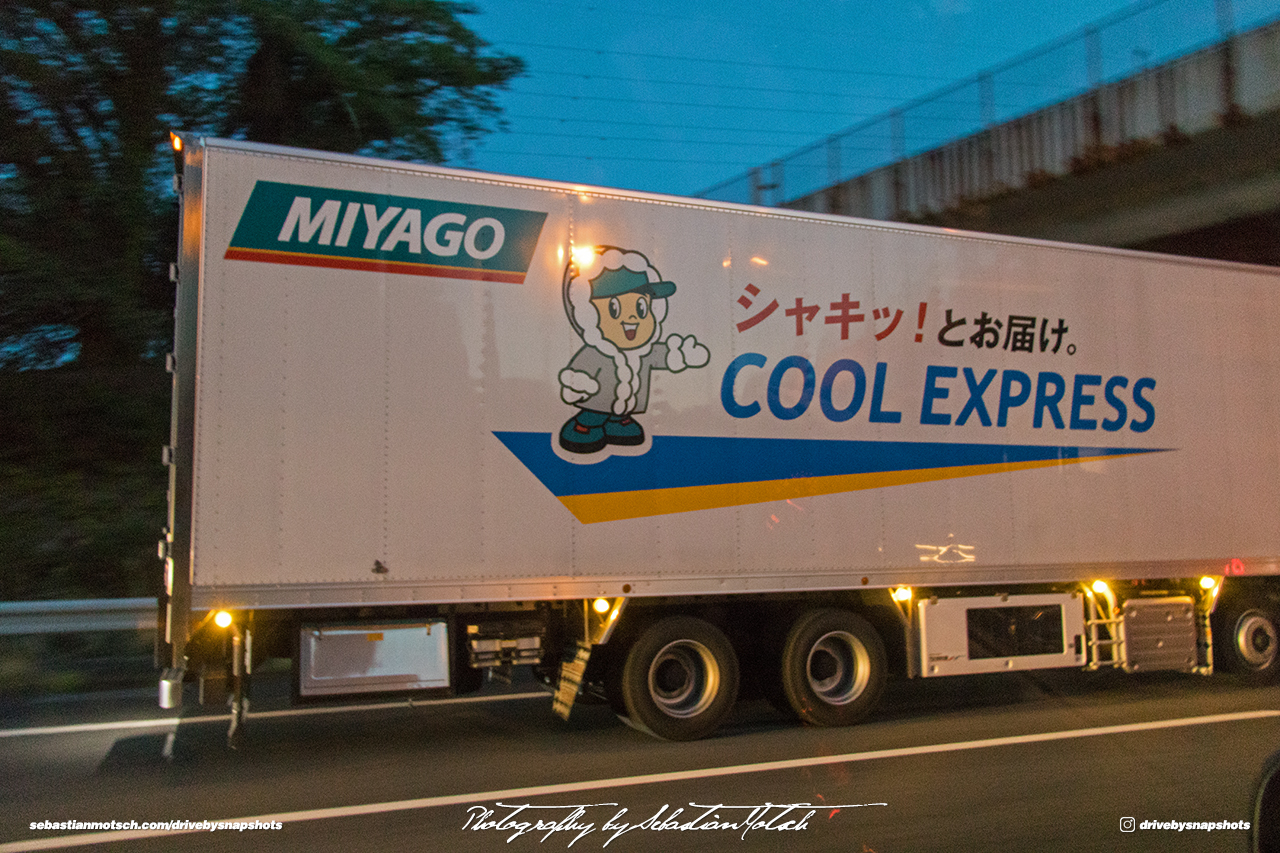 MIYAGO
シャキッ!とお届け。
COOL EXPRESS
sebastianmotsch.com/drivebysnapshots
Photography by Sebastian Motsch
drivebysnapshots